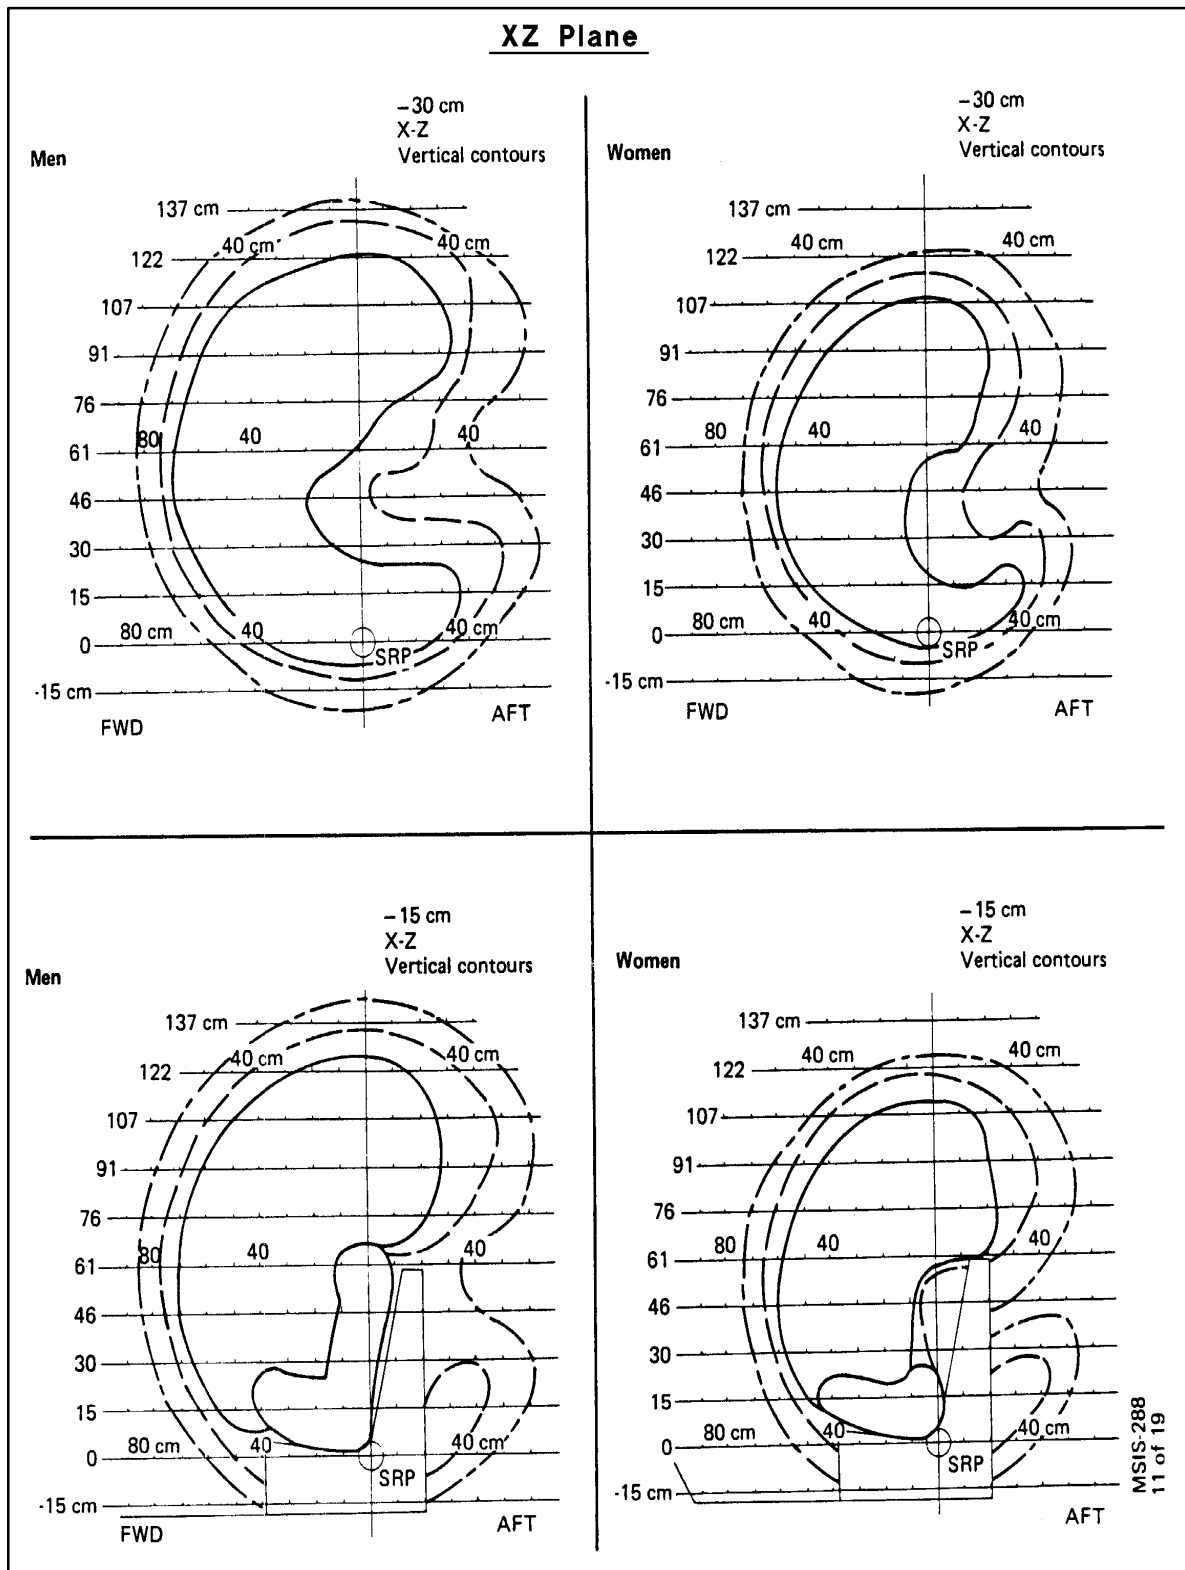 XZ Plane
Men
–30 cm
X-Z
Vertical contours
137 cm
40 cm
40 cm
122
107
91
76
80
40
40
61
46
30
15
0
80 cm
40
40 cm
SRP
-15 cm
FWD
AFT
Women
–30 cm
X-Z
Vertical contours
137 cm
40 cm
40 cm
122
107
91
76
80
40
40
61
46
30
15
0
80 cm
40
40 cm
SRP
-15 cm
FWD
AFT
Men
–15 cm
X-Z
Vertical contours
137 cm
40 cm
40 cm
122
107
91
76
80
40
40
61
46
30
15
0
80 cm
40
40 cm
SRP
-15 cm
FWD
AFT
Women
–15 cm
X-Z
Vertical contours
137 cm
40 cm
40 cm
122
107
91
76
80
40
40
61
46
30
15
0
80 cm
40
40 cm
SRP
-15 cm
AFT
MSIS-288
11 of 19